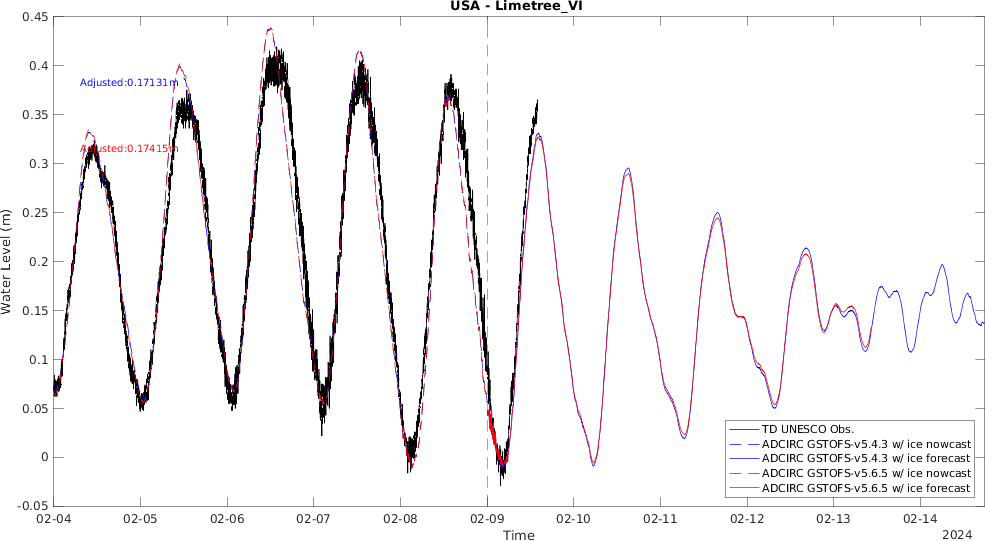 USA - Limetree_VI
0.45
0.4
0.35
0.3
0.25
0.2
0.15
0.1
0.05
0
-0.05
Water Level (m)
Adjusted:0.17131m
Adjusted:0.17415m
TD UNESCO Obs.
ADCIRC GSTOFS-v5.4.3 w/ ice nowcast
ADCIRC GSTOFS-v5.4.3 w/ ice forecast
ADCIRC GSTOFS-v5.6.5 w/ ice nowcast
ADCIRC GSTOFS-v5.6.5 w/ ice forecast
02-04 02-05 02-06 02-07 02-08 02-09 02-10 02-11 02-12 02-13 02-14
Time
2024